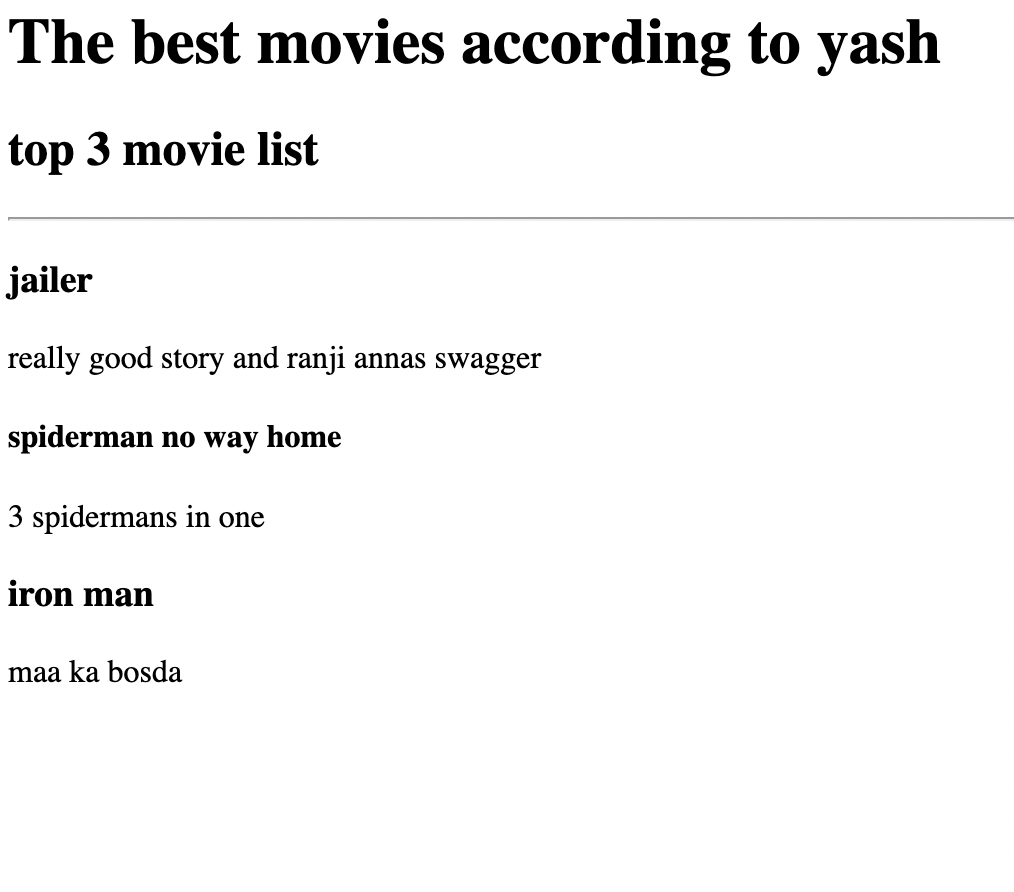 The best movies according to yash
top 3 movie list
jailer
really good story and ranji annas swagger
spiderman no way home
3 spidermans in one
iron man
maa ka bosda